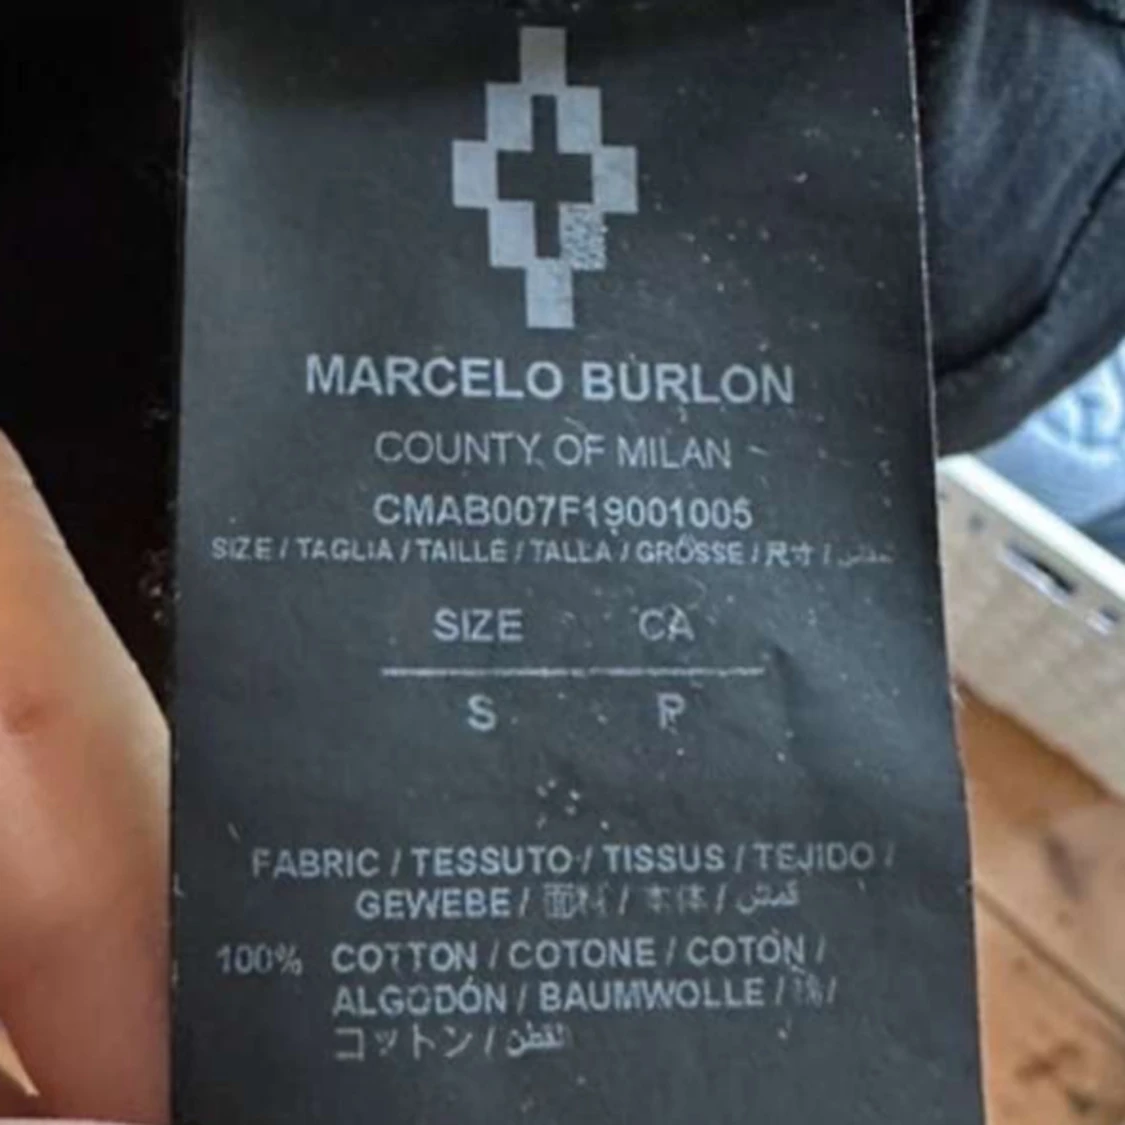 MARCELO BURLON
COUNTY OF MILAN
CMAB007F19001005
SIZE / TAGLIA / TAILLE / TALLA / GRÖSSE / 尺寸 /
SIZE CA
S P
FABRIC / TESSUTO / TISSUS / TEJIDO /
GEWEBE / 面料 / 本体 / قماش
100% COTTON / COTONE / COTON /
ALGODÓN / BAUMWOLLE / 棉 /
コットン / القطن